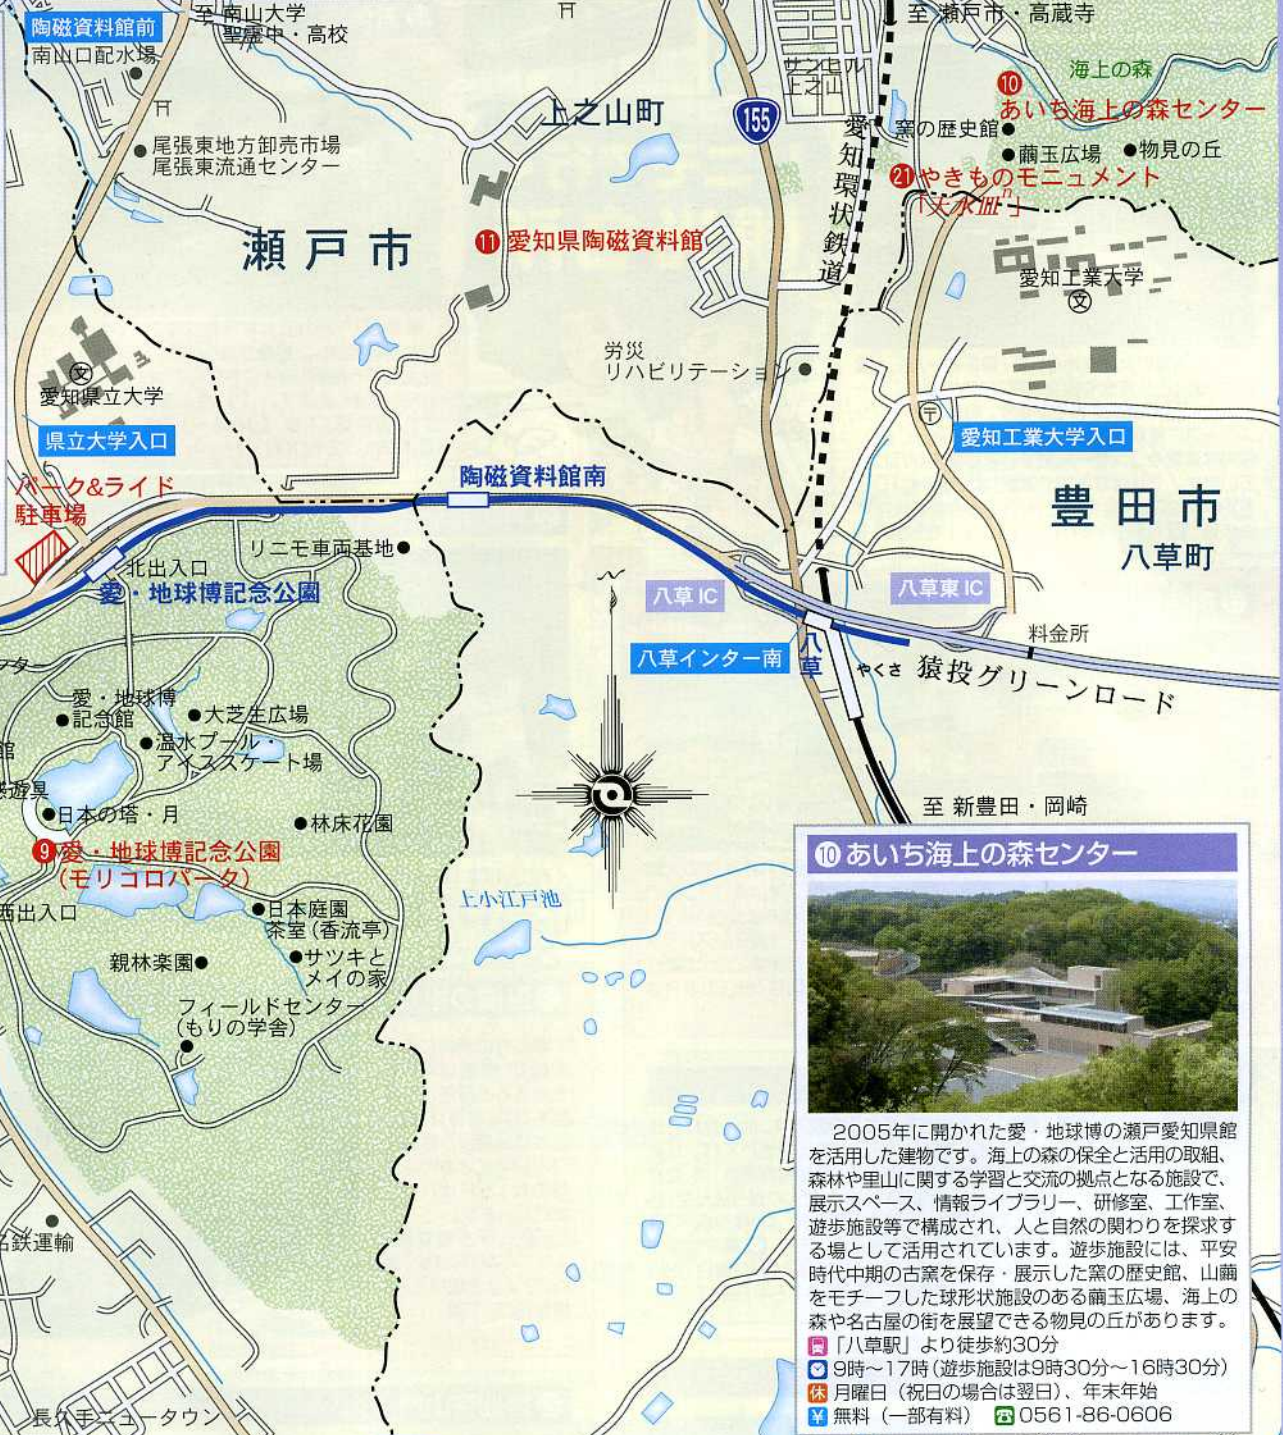 陶磁資料館前
至 南山大学
聖霊中・高校
南山口配水場
尾張東地方卸売市場
尾張東流通センター
瀬戸市
上之山町
サンヒル
上之山
155
愛知環状鉄道
至 瀬戸市・高蔵寺
海上の森
10
あいち海上の森センター
窯の歴史館
繭玉広場
物見の丘
21 やきものモニュメント
「天水皿n」
11 愛知県陶磁資料館
愛知工業大学
文
労災
リハビリテーション
文
愛知県立大学
県立大学入口
愛知工業大学入口
パーク&ライド
駐車場
陶磁資料館南
豊田市
八草町
リニモ車両基地
北出入口
愛・地球博記念公園
八草IC
八草東IC
八草インター南
八草
やくさ
料金所
猿投グリーンロード
ンター
愛・地球博
記念館
大芝生広場
温水プール・
アイススケート場
館
遊具
日本の塔・月
林床花園
9 愛・地球博記念公園
(モリコロパーク)
西出入口
日本庭園
茶室(香流亭)
サツキと
メイの家
親林楽園
フィールドセンター
(もりの学舎)
上小江戸池
至 新豊田・岡崎
名鉄運輸
長久手ニュータウン
10 あいち海上の森センター
2005年に開かれた愛・地球博の瀬戸愛知県館
を活用した建物です。海上の森の保全と活用の取組、
森林や里山に関する学習と交流の拠点となる施設で、
展示スペース、情報ライブラリー、研修室、工作室、
遊歩施設等で構成され、人と自然の関わりを探求す
る場として活用されています。遊歩施設には、平安
時代中期の古窯を保存・展示した窯の歴史館、山繭
をモチーフした球形状施設のある繭玉広場、海上の
森や名古屋の街を展望できる物見の丘があります。
「八草駅」より徒歩約30分
9時〜17時(遊歩施設は9時30分〜16時30分)
休 月曜日(祝日の場合は翌日)、年末年始
¥ 無料(一部有料) ☎ 0561-86-0606